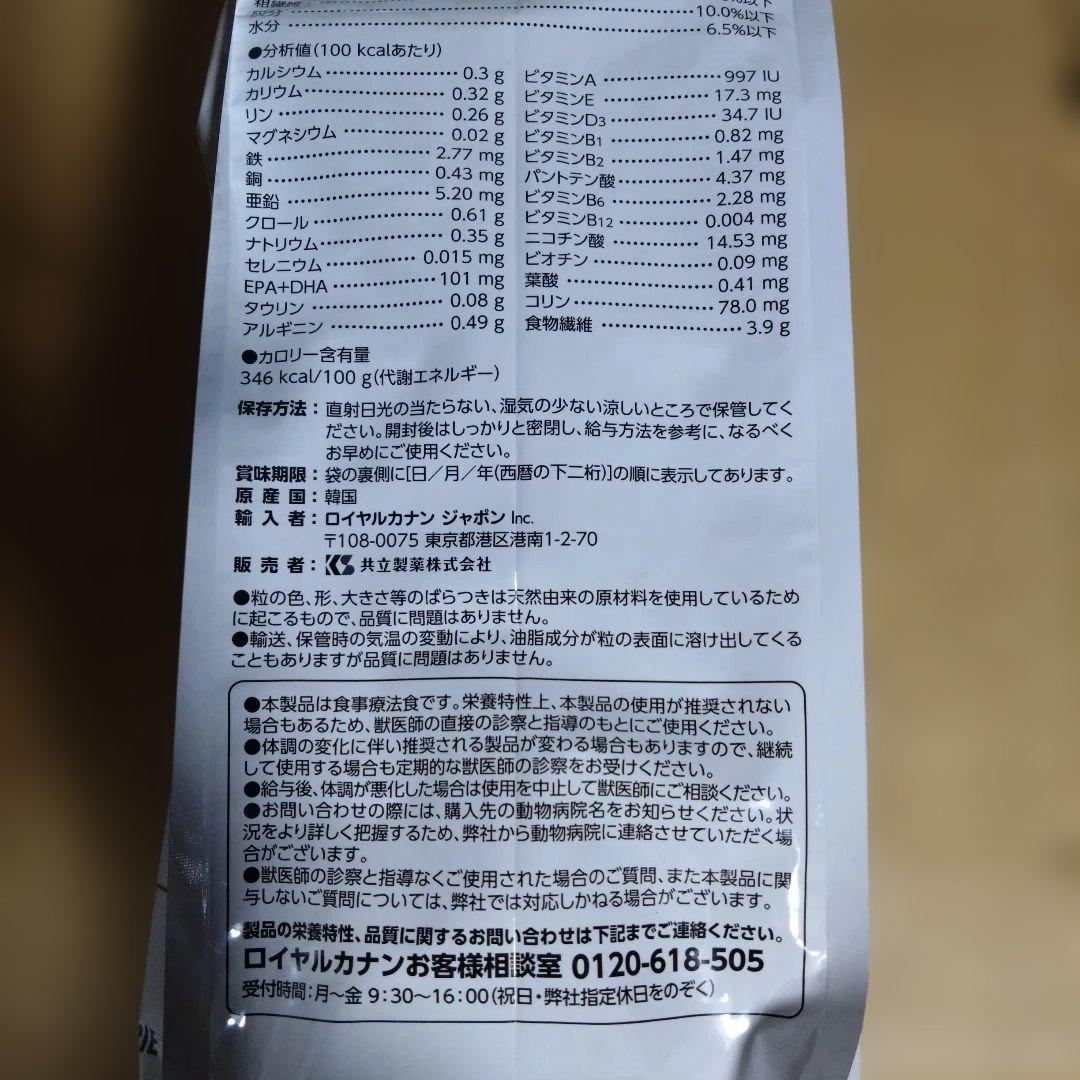 10.0%以下
水分 6.5%以下
●分析値(100 kcalあたり)
カルシウム 0.3 g
カリウム 0.32 g
リン 0.26 g
マグネシウム 0.02 g
鉄 2.77 mg
銅 0.43 mg
亜鉛 5.20 mg
クロール 0.61 g
ナトリウム 0.35 g
セレニウム 0.015 mg
EPA+DHA 101 mg
タウリン 0.08 g
アルギニン 0.49 g
ビタミンA 997 IU
ビタミンE 17.3 mg
ビタミンD3 34.7 IU
ビタミンB1 0.82 mg
ビタミンB2 1.47 mg
パントテン酸 4.37 mg
ビタミンB6 2.28 mg
ビタミンB12 0.004 mg
ニコチン酸 14.53 mg
ビオチン 0.09 mg
葉酸 0.41 mg
コリン 78.0 mg
食物繊維 3.9 g
●カロリー含有量
346 kcal/100 g(代謝エネルギー)
保存方法:直射日光の当たらない、湿気の少ない涼しいところで保管してく
ださい。開封後はしっかりと密閉し、給与方法を参考に、なるべく
お早めにご使用ください。
賞味期限:袋の裏側に[日/月/年(西暦の下二桁)]の順に表示してあります。
原産国:韓国
輸入者:ロイヤルカナン ジャポン Inc.
〒108-0075 東京都港区港南1-2-70
販売者:KS 共立製薬株式会社
●粒の色、形、大きさ等のばらつきは天然由来の原材料を使用しているため
に起こるもので、品質に問題はありません。
●輸送、保管時の気温の変動により、油脂成分が粒の表面に溶け出してくる
こともありますが品質に問題はありません。
●本製品は食事療法食です。栄養特性上、本製品の使用が推奨されない
場合もあるため、獣医師の直接の診察と指導のもとにご使用ください。
●体調の変化に伴い推奨される製品が変わる場合もありますので、継続
して使用する場合も定期的な獣医師の診察をお受けください。
●給与後、体調が悪化した場合は使用を中止して獣医師にご相談ください。
●お問い合わせの際には、購入先の動物病院名をお知らせください。状
況をより詳しく把握するため、弊社から動物病院に連絡させていただく場
合がございます。
●獣医師の診察と指導なくご使用された場合のご質問、また本製品に関
与しないご質問については、弊社では対応しかねる場合がございます。
製品の栄養特性、品質に関するお問い合わせは下記までご連絡ください。
ロイヤルカナンお客様相談室 0120-618-505
受付時間:月〜金 9:30〜16:00(祝日・弊社指定休日をのぞく)